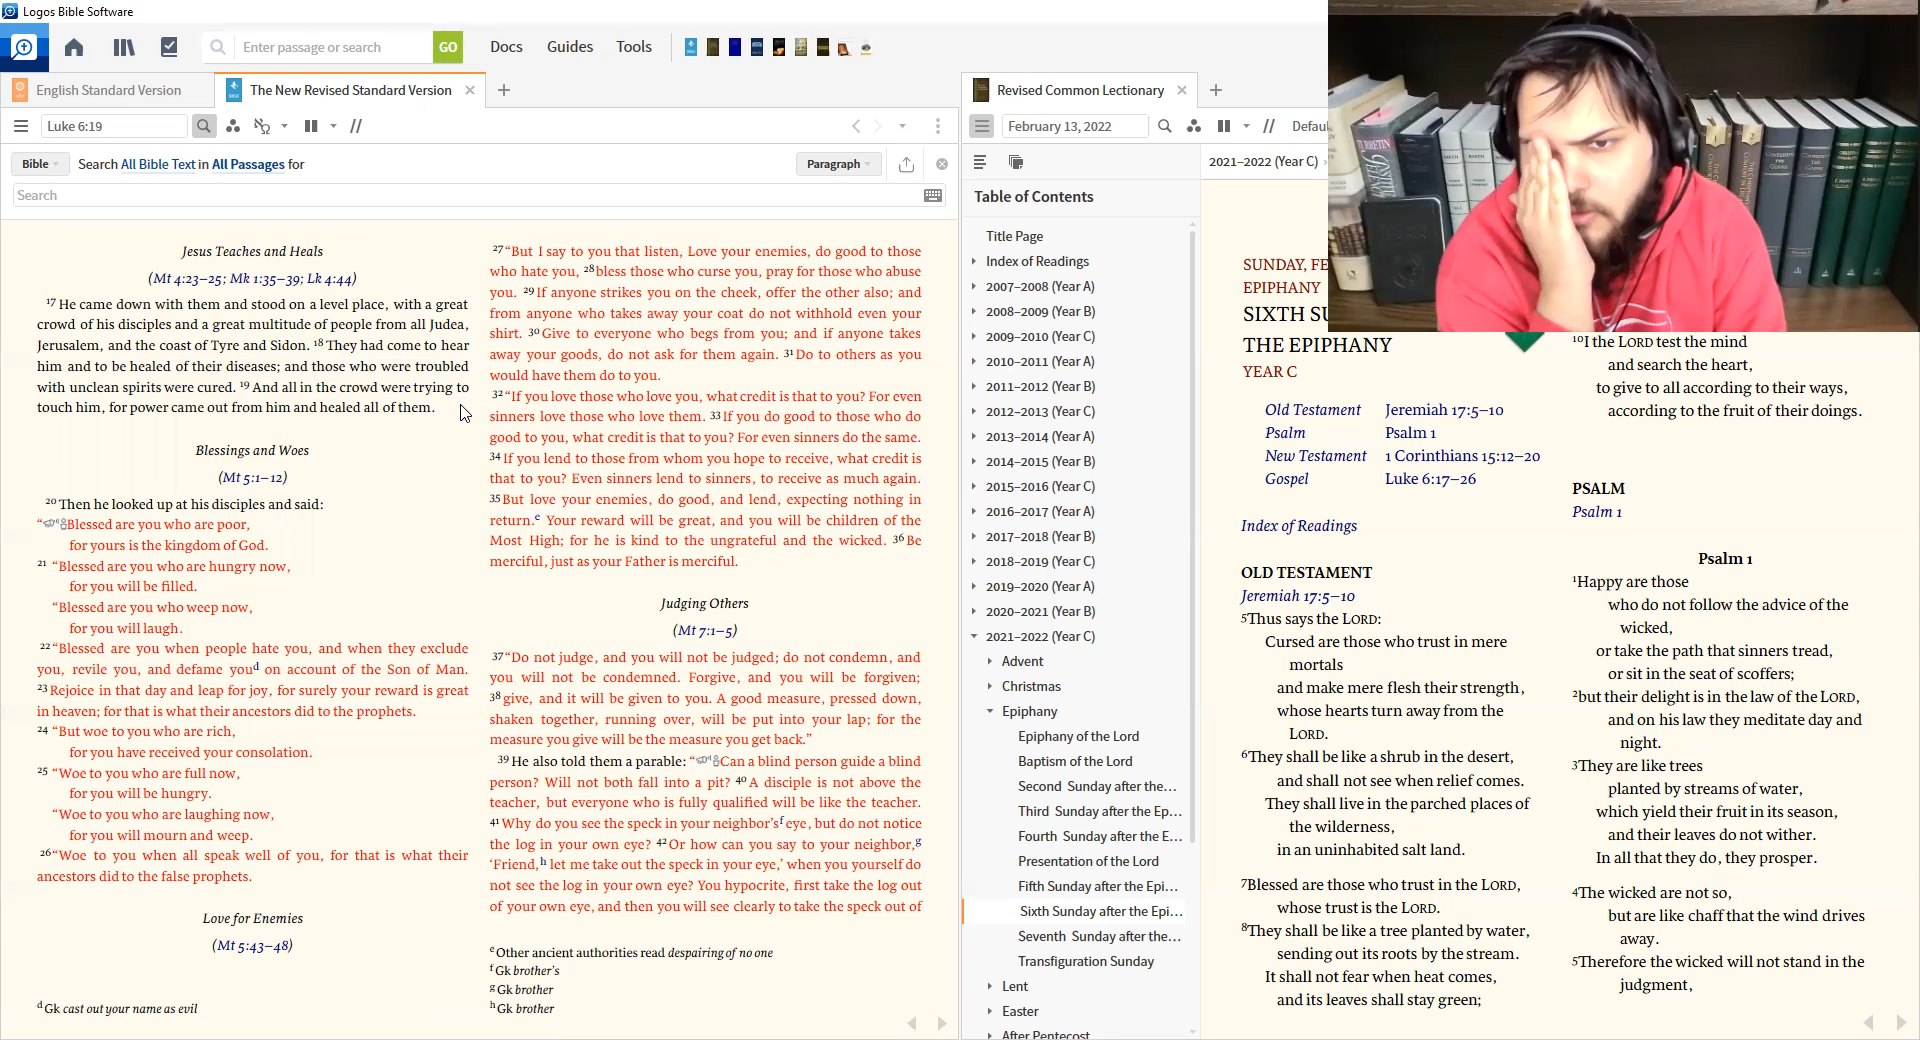 Logos Bible Software
Enter passage or search
GO
Docs
Guides
Tools
English Standard Version
The New Revised Standard Version
Luke 6:19
Bible
Search All Bible Text in All Passages for
Paragraph
Search
Jesus Teaches and Heals
(Mt 4:23–25; Mk 1:35–39; Lk 4:44)
17 He came down with them and stood on a level place, with a great
crowd of his disciples and a great multitude of people from all Judea,
Jerusalem, and the coast of Tyre and Sidon. 18 They had come to hear
him and to be healed of their diseases; and those who were troubled
with unclean spirits were cured. 19 And all in the crowd were trying to
touch him, for power came out from him and healed all of them.
Blessings and Woes
(Mt 5:1–12)
20 Then he looked up at his disciples and said:
“Blessed are you who are poor,
for yours is the kingdom of God.
21 “Blessed are you who are hungry now,
for you will be filled.
“Blessed are you who weep now,
for you will laugh.
22 “Blessed are you when people hate you, and when they exclude
you, revile you, and defame you d on account of the Son of Man.
23 Rejoice in that day and leap for joy, for surely your reward is great
in heaven; for that is what their ancestors did to the prophets.
24 “But woe to you who are rich,
for you have received your consolation.
25 “Woe to you who are full now,
for you will be hungry.
“Woe to you who are laughing now,
for you will mourn and weep.
26 “Woe to you when all speak well of you, for that is what their
ancestors did to the false prophets.
Love for Enemies
(Mt 5:43–48)
d Gk cast out your name as evil
27 “But I say to you that listen, Love your enemies, do good to those
who hate you, 28 bless those who curse you, pray for those who abuse
you. 29 If anyone strikes you on the cheek, offer the other also; and
from anyone who takes away your coat do not withhold even your
shirt. 30 Give to everyone who begs from you; and if anyone takes
away your goods, do not ask for them again. 31 Do to others as you
would have them do to you.
32 “If you love those who love you, what credit is that to you? For even
sinners love those who love them. 33 If you do good to those who do
good to you, what credit is that to you? For even sinners do the same.
34 If you lend to those from whom you hope to receive, what credit is
that to you? Even sinners lend to sinners, to receive as much again.
35 But love your enemies, do good, and lend, expecting nothing in
return. e Your reward will be great, and you will be children of the
Most High; for he is kind to the ungrateful and the wicked. 36 Be
merciful, just as your Father is merciful.
Judging Others
(Mt 7:1–5)
37 “Do not judge, and you will not be judged; do not condemn, and
you will not be condemned. Forgive, and you will be forgiven;
38 give, and it will be given to you. A good measure, pressed down,
shaken together, running over, will be put into your lap; for the
measure you give will be the measure you get back.”
39 He also told them a parable: “Can a blind person guide a blind
person? Will not both fall into a pit? 40 A disciple is not above the
teacher, but everyone who is fully qualified will be like the teacher.
41 Why do you see the speck in your neighbor’s f eye, but do not notice
the log in your own eye? 42 Or how can you say to your neighbor, g
‘Friend, h let me take out the speck in your eye,’ when you yourself do
not see the log in your own eye? You hypocrite, first take the log out
of your own eye, and then you will see clearly to take the speck out of
e Other ancient authorities read despairing of no one
f Gk brother’s
g Gk brother
h Gk brother
Revised Common Lectionary
February 13, 2022
Defaul
2021–2022 (Year C)
Table of Contents
Title Page
Index of Readings
2007–2008 (Year A)
2008–2009 (Year B)
2009–2010 (Year C)
2010–2011 (Year A)
2011–2012 (Year B)
2012–2013 (Year C)
2013–2014 (Year A)
2014–2015 (Year B)
2015–2016 (Year C)
2016–2017 (Year A)
2017–2018 (Year B)
2018–2019 (Year C)
2019–2020 (Year A)
2020–2021 (Year B)
2021–2022 (Year C)
Advent
Christmas
Epiphany
Epiphany of the Lord
Baptism of the Lord
Second Sunday after the...
Third Sunday after the Ep...
Fourth Sunday after the E...
Presentation of the Lord
Fifth Sunday after the Epi...
Sixth Sunday after the Epi...
Seventh Sunday after the...
Transfiguration Sunday
Lent
Easter
After Pentecost
SUNDAY, FE
EPIPHANY
SIXTH SU
THE EPIPHANY
YEAR C
Old Testament Jeremiah 17:5–10
Psalm Psalm 1
New Testament 1 Corinthians 15:12–20
Gospel Luke 6:17–26
Index of Readings
OLD TESTAMENT
Jeremiah 17:5–10
5 Thus says the LORD:
Cursed are those who trust in mere
mortals
and make mere flesh their strength,
whose hearts turn away from the
LORD.
6 They shall be like a shrub in the desert,
and shall not see when relief comes.
They shall live in the parched places of
the wilderness,
in an uninhabited salt land.
7 Blessed are those who trust in the LORD,
whose trust is the LORD.
8 They shall be like a tree planted by water,
sending out its roots by the stream.
It shall not fear when heat comes,
and its leaves shall stay green;
10 I the LORD test the mind
and search the heart,
to give to all according to their ways,
according to the fruit of their doings.
PSALM
Psalm 1
Psalm 1
1 Happy are those
who do not follow the advice of the
wicked,
or take the path that sinners tread,
or sit in the seat of scoffers;
2 but their delight is in the law of the LORD,
and on his law they meditate day and
night.
3 They are like trees
planted by streams of water,
which yield their fruit in its season,
and their leaves do not wither.
In all that they do, they prosper.
4 The wicked are not so,
but are like chaff that the wind drives
away.
5 Therefore the wicked will not stand in the
judgment,